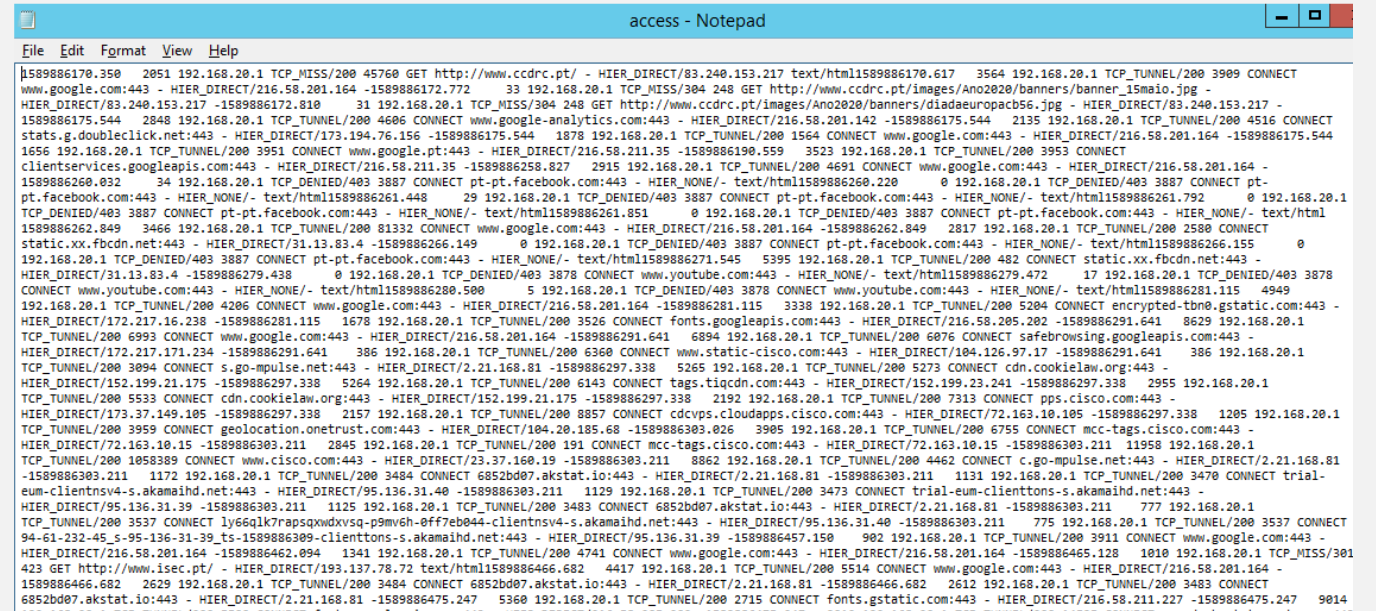 access - Notepad
File Edit Format View Help
1589886170.350 2051 192.168.20.1 TCP_MISS/200 45760 GET http://www.ccdrc.pt/ - HIER_DIRECT/83.240.153.217 text/html1589886170.617 3564 192.168.20.1 TCP_TUNNEL/200 3909 CONNECT
www.google.com:443 - HIER_DIRECT/216.58.201.164 -1589886172.772 33 192.168.20.1 TCP_MISS/304 248 GET http://www.ccdrc.pt/images/Ano2020/banners/banner_15maio.jpg -
HIER_DIRECT/83.240.153.217 -1589886172.810 31 192.168.20.1 TCP_MISS/304 248 GET http://www.ccdrc.pt/images/Ano2020/banners/diadaeuropacb56.jpg - HIER_DIRECT/83.240.153.217 -
1589886175.544 2848 192.168.20.1 TCP_TUNNEL/200 4606 CONNECT www.google-analytics.com:443 - HIER_DIRECT/216.58.201.142 -1589886175.544 2135 192.168.20.1 TCP_TUNNEL/200 4516 CONNECT
stats.g.doubleclick.net:443 - HIER_DIRECT/173.194.76.156 -1589886175.544 1878 192.168.20.1 TCP_TUNNEL/200 1564 CONNECT www.google.com:443 - HIER_DIRECT/216.58.201.164 -1589886175.544
1656 192.168.20.1 TCP_TUNNEL/200 3951 CONNECT www.google.pt:443 - HIER_DIRECT/216.58.211.35 -1589886190.559 3523 192.168.20.1 TCP_TUNNEL/200 3953 CONNECT
clientservices.googleapis.com:443 - HIER_DIRECT/216.58.211.35 -1589886258.827 2915 192.168.20.1 TCP_TUNNEL/200 4691 CONNECT www.google.com:443 - HIER_DIRECT/216.58.201.164 -
1589886260.032 34 192.168.20.1 TCP_DENIED/403 3887 CONNECT pt-pt.facebook.com:443 - HIER_NONE/- text/html1589886260.220 0 192.168.20.1 TCP_DENIED/403 3887 CONNECT pt-
pt.facebook.com:443 - HIER_NONE/- text/html1589886261.448 29 192.168.20.1 TCP_DENIED/403 3887 CONNECT pt-pt.facebook.com:443 - HIER_NONE/- text/html1589886261.792 0 192.168.20.1
TCP_DENIED/403 3887 CONNECT pt-pt.facebook.com:443 - HIER_NONE/- text/html1589886261.851 0 192.168.20.1 TCP_DENIED/403 3887 CONNECT pt-pt.facebook.com:443 - HIER_NONE/- text/html
1589886262.849 3466 192.168.20.1 TCP_TUNNEL/200 81332 CONNECT www.google.com:443 - HIER_DIRECT/216.58.201.164 -1589886262.849 2817 192.168.20.1 TCP_TUNNEL/200 2580 CONNECT
static.xx.fbcdn.net:443 - HIER_DIRECT/31.13.83.4 -1589886266.149 0 192.168.20.1 TCP_DENIED/403 3887 CONNECT pt-pt.facebook.com:443 - HIER_NONE/- text/html1589886266.155 0
192.168.20.1 TCP_DENIED/403 3887 CONNECT pt-pt.facebook.com:443 - HIER_NONE/- text/html1589886271.545 5395 192.168.20.1 TCP_TUNNEL/200 482 CONNECT static.xx.fbcdn.net:443 -
HIER_DIRECT/31.13.83.4 -1589886279.438 0 192.168.20.1 TCP_DENIED/403 3878 CONNECT www.youtube.com:443 - HIER_NONE/- text/html1589886279.472 17 192.168.20.1 TCP_DENIED/403 3878
CONNECT www.youtube.com:443 - HIER_NONE/- text/html1589886280.500 5 192.168.20.1 TCP_DENIED/403 3878 CONNECT www.youtube.com:443 - HIER_NONE/- text/html1589886281.115 4949
192.168.20.1 TCP_TUNNEL/200 4206 CONNECT www.google.com:443 - HIER_DIRECT/216.58.201.164 -1589886281.115 3338 192.168.20.1 TCP_TUNNEL/200 5204 CONNECT encrypted-tbn0.gstatic.com:443 -
HIER_DIRECT/172.217.16.238 -1589886281.115 1678 192.168.20.1 TCP_TUNNEL/200 3526 CONNECT fonts.googleapis.com:443 - HIER_DIRECT/216.58.205.202 -1589886281.641 8629 192.168.20.1
TCP_TUNNEL/200 6993 CONNECT www.google.com:443 - HIER_DIRECT/216.58.201.164 -1589886291.641 6894 192.168.20.1 TCP_TUNNEL/200 6076 CONNECT safebrowsing.googleapis.com:443 -
HIER_DIRECT/172.217.171.234 -1589886291.641 386 192.168.20.1 TCP_TUNNEL/200 6360 CONNECT www.static-cisco.com:443 - HIER_DIRECT/104.126.97.17 -1589886291.641 386 192.168.20.1
TCP_TUNNEL/200 3094 CONNECT s.go-mpulse.net:443 - HIER_DIRECT/2.21.168.81 -1589886297.338 5265 192.168.20.1 TCP_TUNNEL/200 5273 CONNECT cdn.cookielaw.org:443 -
HIER_DIRECT/152.199.21.175 -1589886297.338 5264 192.168.20.1 TCP_TUNNEL/200 6143 CONNECT tags.tiqcdn.com:443 - HIER_DIRECT/152.199.23.241 -1589886297.338 2955 192.168.20.1
TCP_TUNNEL/200 5533 CONNECT cdn.cookielaw.org:443 - HIER_DIRECT/152.199.21.175 -1589886297.338 2192 192.168.20.1 TCP_TUNNEL/200 7313 CONNECT pps.cisco.com:443 -
HIER_DIRECT/173.37.149.105 -1589886297.338 2157 192.168.20.1 TCP_TUNNEL/200 8857 CONNECT cdcvps.cloudapps.cisco.com:443 - HIER_DIRECT/72.163.10.105 -1589886297.338 1205 192.168.20.1
TCP_TUNNEL/200 3959 CONNECT geolocation.onetrust.com:443 - HIER_DIRECT/104.20.185.68 -1589886303.026 3905 192.168.20.1 TCP_TUNNEL/200 6755 CONNECT mcc-tags.cisco.com:443 -
HIER_DIRECT/72.163.10.15 -1589886303.211 2845 192.168.20.1 TCP_TUNNEL/200 191 CONNECT mcc-tags.cisco.com:443 - HIER_DIRECT/72.163.10.15 -1589886303.211 11958 192.168.20.1
TCP_TUNNEL/200 1058389 CONNECT www.cisco.com:443 - HIER_DIRECT/23.37.160.19 -1589886303.211 8862 192.168.20.1 TCP_TUNNEL/200 4462 CONNECT c.go-mpulse.net:443 - HIER_DIRECT/2.21.168.81
-1589886303.211 1172 192.168.20.1 TCP_TUNNEL/200 3484 CONNECT 6852bd07.akstat.io:443 - HIER_DIRECT/2.21.168.81 -1589886303.211 1131 192.168.20.1 TCP_TUNNEL/200 3470 CONNECT trial-
eum-clientnsv4-s.akamaihd.net:443 - HIER_DIRECT/95.136.31.40 -1589886303.211 1129 192.168.20.1 TCP_TUNNEL/200 3473 CONNECT trial-eum-clienttons-s.akamaihd.net:443 -
HIER_DIRECT/95.136.31.39 -1589886303.211 1125 192.168.20.1 TCP_TUNNEL/200 3483 CONNECT 6852bd07.akstat.io:443 - HIER_DIRECT/2.21.168.81 -1589886303.211 777 192.168.20.1
TCP_TUNNEL/200 3537 CONNECT ly66qlk7rapsqxwdxvsq-p9mv6h-0ff7eb044-clientnsv4-s.akamaihd.net:443 - HIER_DIRECT/95.136.31.40 -1589886303.211 775 192.168.20.1 TCP_TUNNEL/200 3537 CONNECT
94-61-232-45_s-95-136-31-39_ts-1589886309-clienttons-s.akamaihd.net:443 - HIER_DIRECT/95.136.31.39 -1589886457.150 902 192.168.20.1 TCP_TUNNEL/200 3911 CONNECT www.google.com:443 -
HIER_DIRECT/216.58.201.164 -1589886462.094 1341 192.168.20.1 TCP_TUNNEL/200 4741 CONNECT www.google.com:443 - HIER_DIRECT/216.58.201.164 -1589886465.128 1010 192.168.20.1 TCP_MISS/301
423 GET http://www.isec.pt/ - HIER_DIRECT/193.137.78.72 text/html1589886466.682 4417 192.168.20.1 TCP_TUNNEL/200 5514 CONNECT www.google.com:443 - HIER_DIRECT/216.58.201.164 -
1589886466.682 2629 192.168.20.1 TCP_TUNNEL/200 3484 CONNECT 6852bd07.akstat.io:443 - HIER_DIRECT/2.21.168.81 -1589886466.682 2612 192.168.20.1 TCP_TUNNEL/200 3483 CONNECT
6852bd07.akstat.io:443 - HIER_DIRECT/2.21.168.81 -1589886475.247 5360 192.168.20.1 TCP_TUNNEL/200 2715 CONNECT fonts.gstatic.com:443 - HIER_DIRECT/216.58.211.227 -1589886475.247 9014